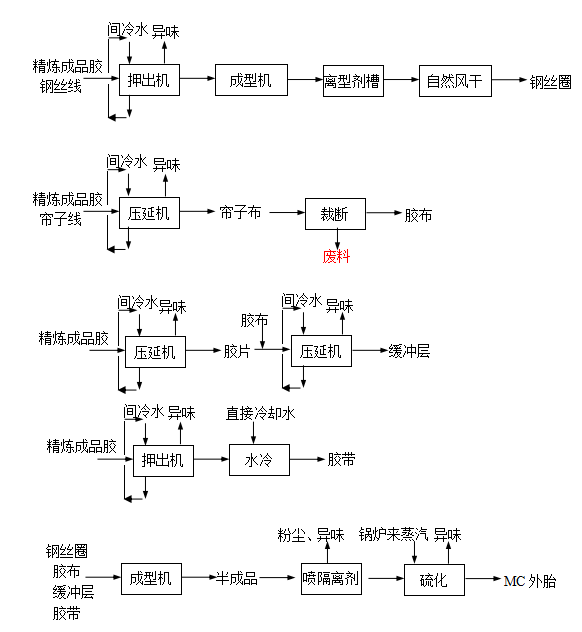 间冷水 异味
精炼成品胶
钢丝线
押出机 成型机 离型剂槽 自然风干 钢丝圈
间冷水 异味
精炼成品胶
帘子线
压延机 帘子布 裁断 胶布
废料
间冷水 异味 间冷水 异味
胶布
精炼成品胶 压延机 胶片 压延机 缓冲层
间冷水 异味 直接冷却水
精炼成品胶 押出机 水冷 胶带
粉尘、异味 锅炉来蒸汽 异味
钢丝圈
胶布
缓冲层
胶带
成型机 半成品 喷隔离剂 硫化 MC 外胎